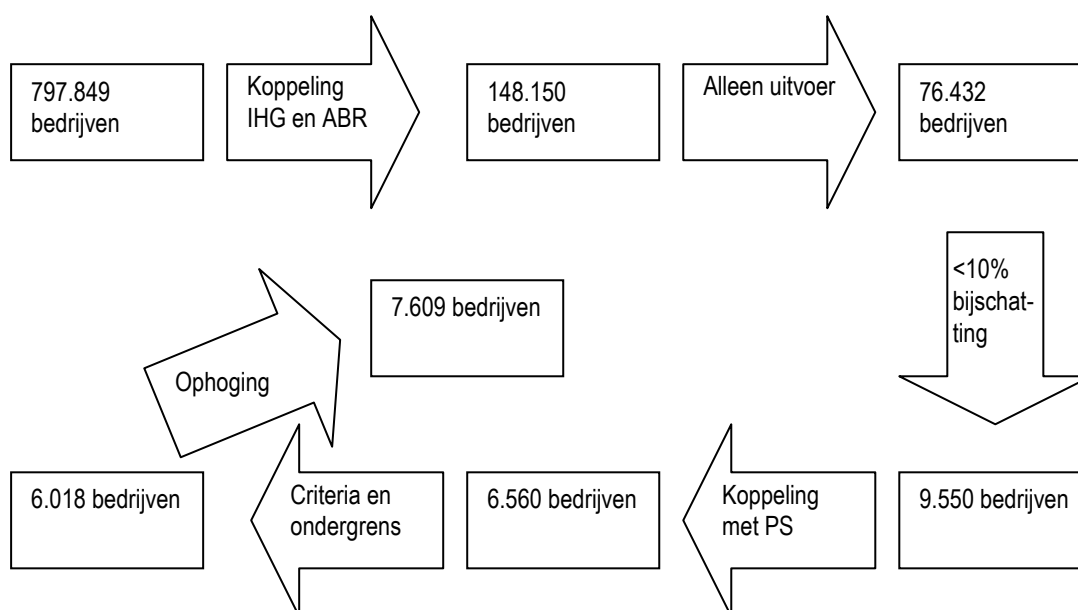 797.849
bedrijven
Koppeling
IHG en ABR
148.150
bedrijven
Alleen uitvoer
76.432
bedrijven
<10%
bijschat-
ting
9.550 bedrijven
Koppeling
met PS
6.560 bedrijven
Criteria en
ondergrens
6.018 bedrijven
Ophoging
7.609 bedrijven